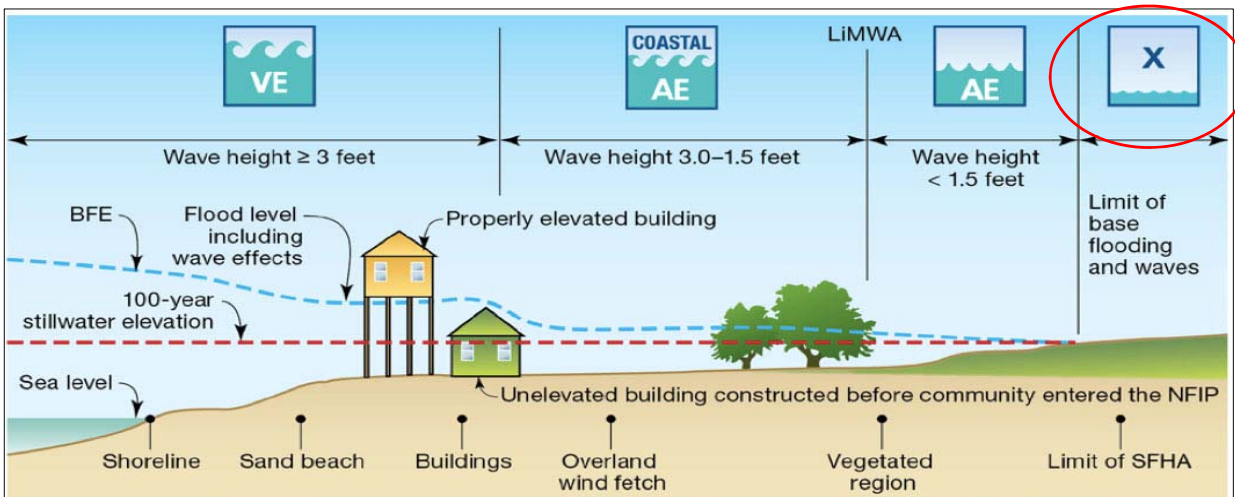 VE
COASTAL
AE
LiMWA
AE
X
Wave height ≥ 3 feet
Wave height 3.0–1.5 feet
Wave height
< 1.5 feet
BFE
Flood level
including
wave effects
Properly elevated building
Limit of
base
flooding
and waves
100-year
stillwater elevation
Sea level
Unelevated building constructed before community entered the NFIP
Shoreline
Sand beach
Buildings
Overland
wind fetch
Vegetated
region
Limit of SFHA